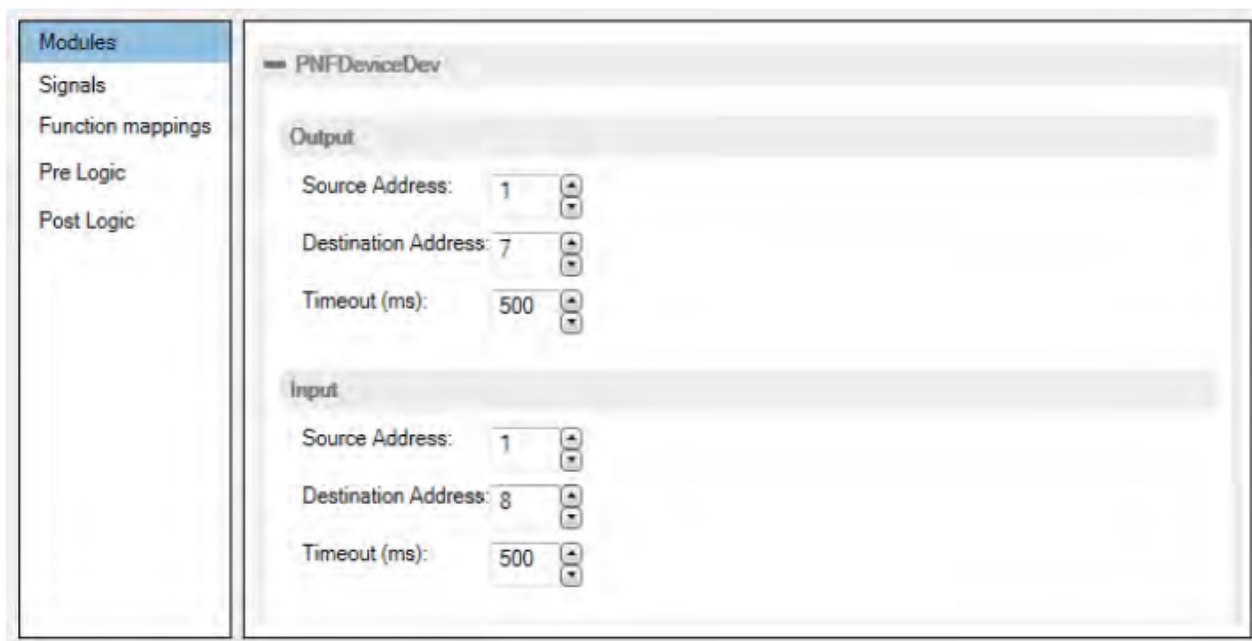 Modules
Signals
Function mappings
Pre Logic
Post Logic
PNFDeviceDev
Output
Source Address: 1
Destination Address: 7
Timeout (ms): 500
Input
Source Address: 1
Destination Address: 8
Timeout (ms): 500